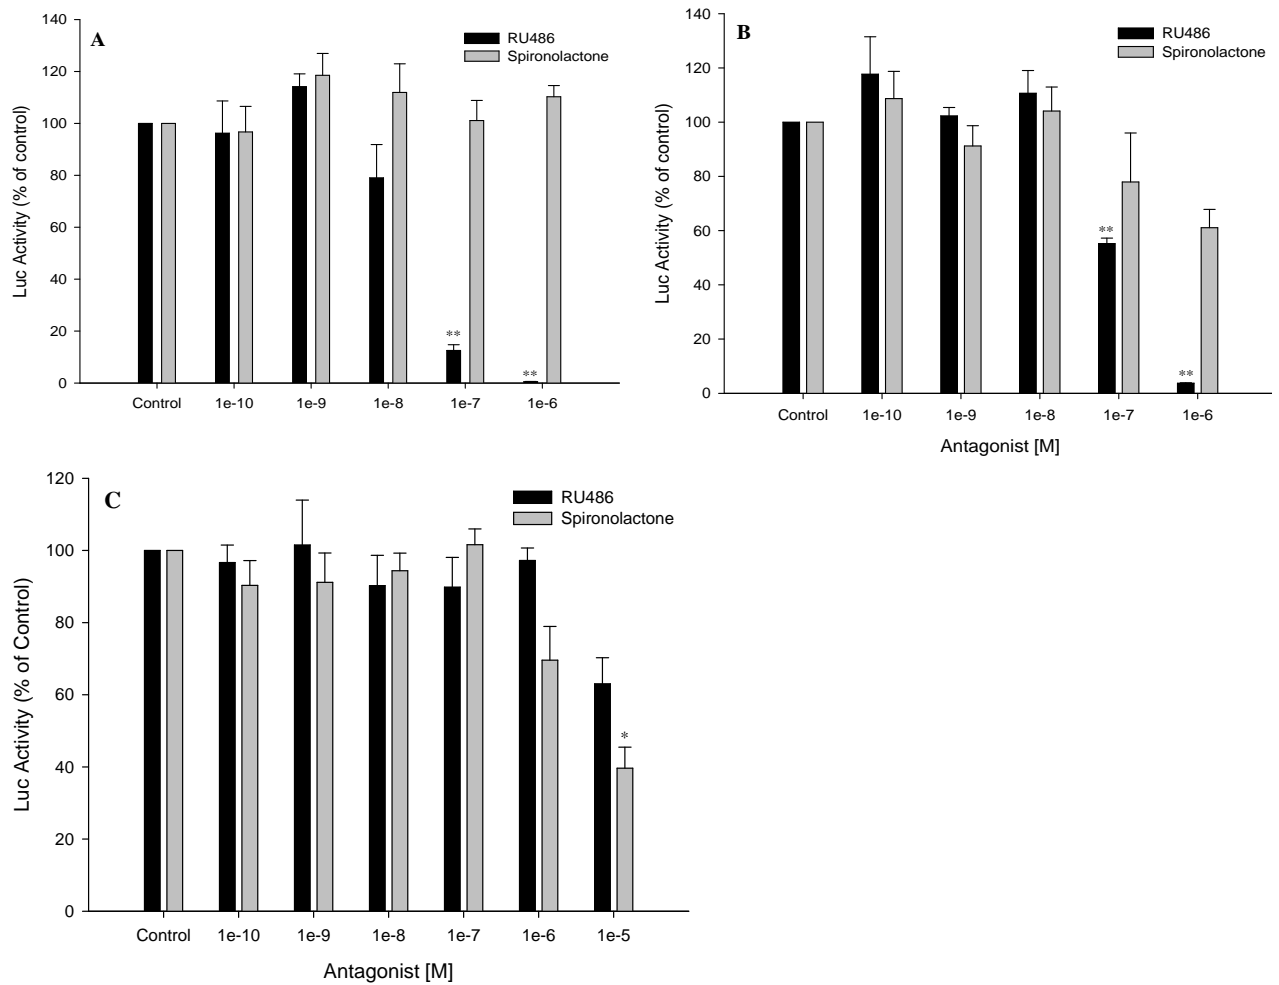 A
RU486
Spironolactone
Luc Activity (% of control)
140
120
100
80
60
40
20
0
**
**
Control 1e-10 1e-9 1e-8 1e-7 1e-6
B
RU486
Spironolactone
Luc Activity (% of control)
140
120
100
80
60
40
20
0
**
**
Control 1e-10 1e-9 1e-8 1e-7 1e-6
Antagonist [M]
C
RU486
Spironolactone
Luc Activity (% of Control)
120
100
80
60
40
20
0
*
Control 1e-10 1e-9 1e-8 1e-7 1e-6 1e-5
Antagonist [M]